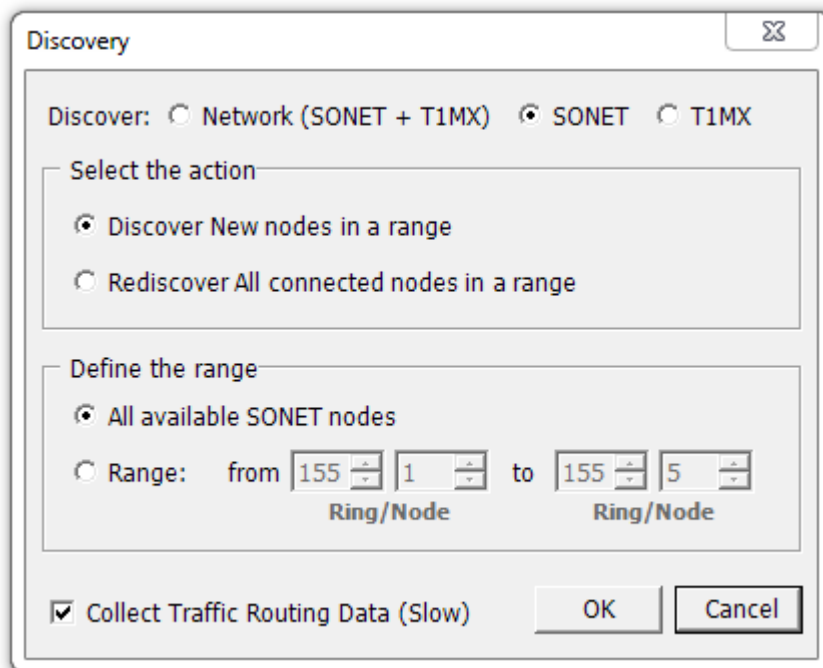 Discovery
Discover: Network (SONET + T1MX) SONET T1MX
Select the action
Discover New nodes in a range
Rediscover All connected nodes in a range
Define the range
All available SONET nodes
Range: from 155 1 to 155 5
Ring/Node Ring/Node
Collect Traffic Routing Data (Slow) OK Cancel